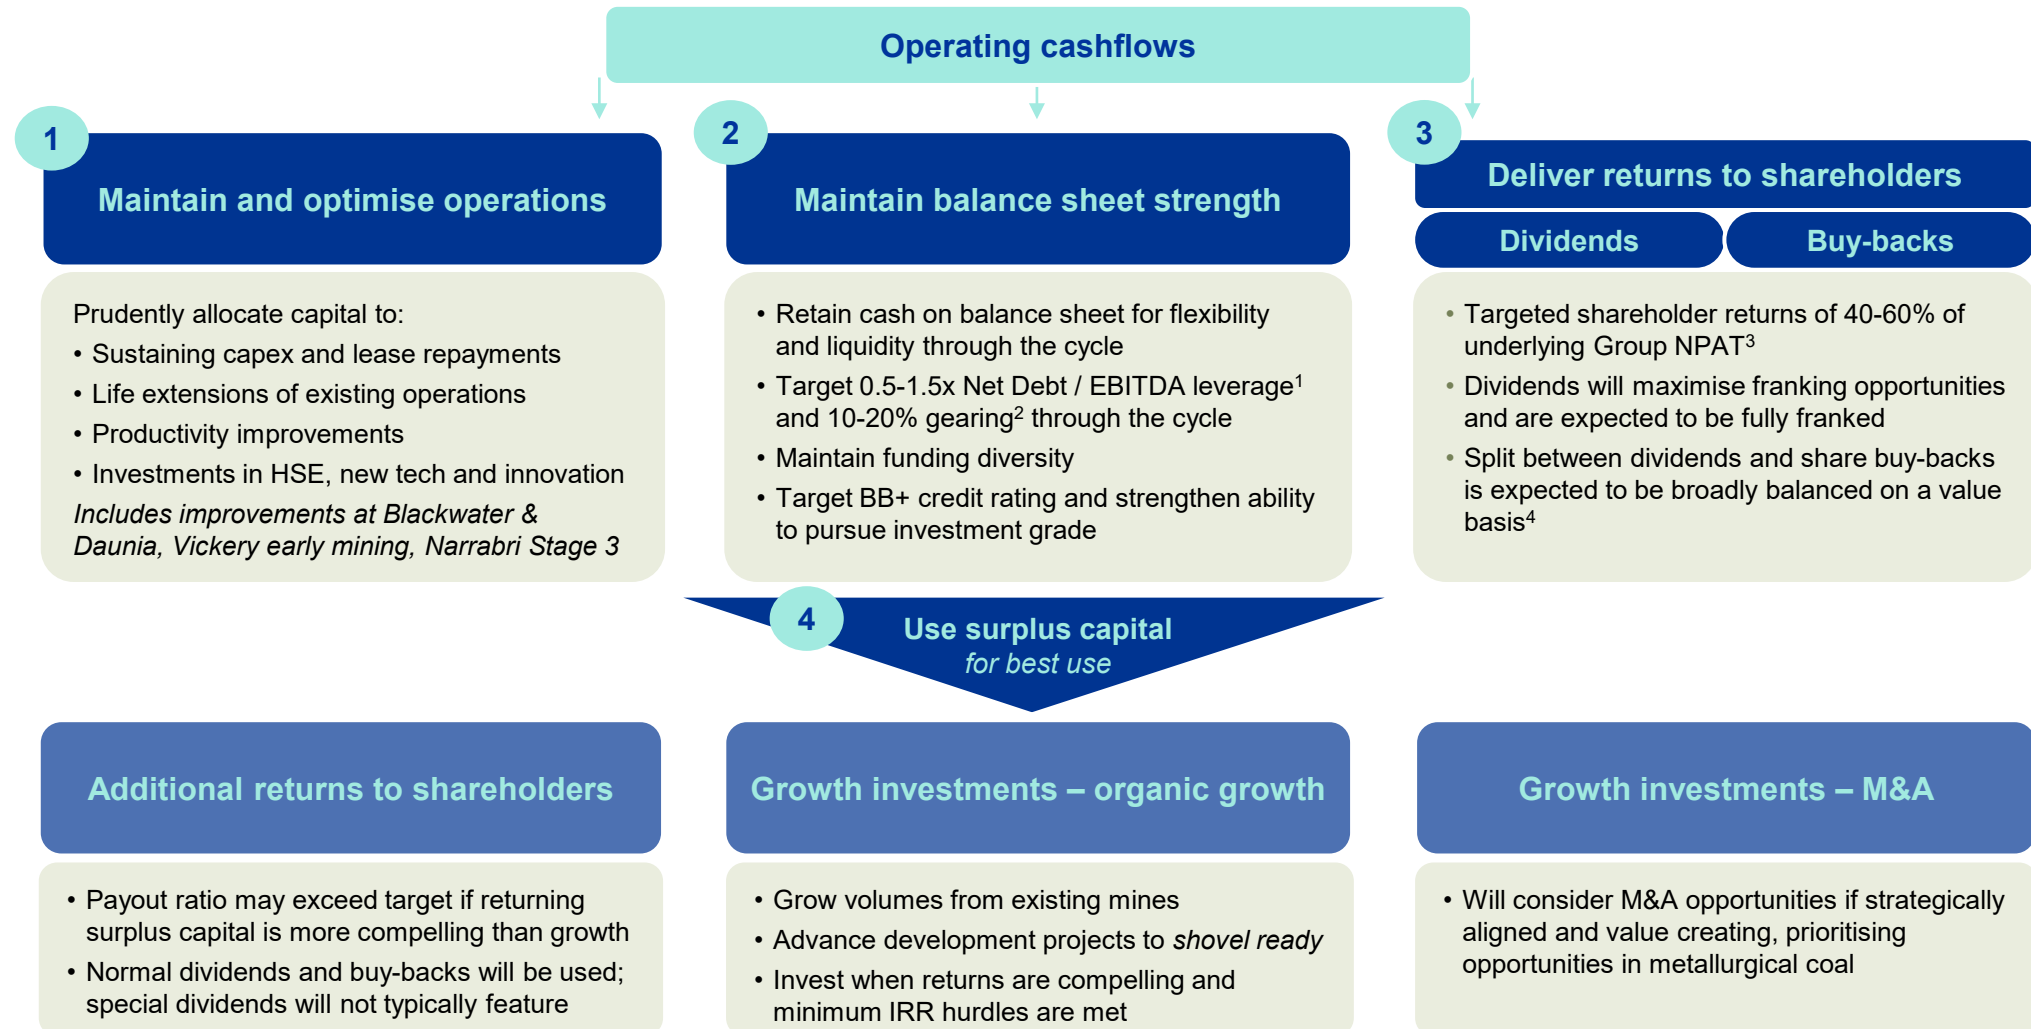 Operating cashflows
1
Maintain and optimise operations
Prudently allocate capital to:
• Sustaining capex and lease repayments
• Life extensions of existing operations
• Productivity improvements
• Investments in HSE, new tech and innovation
Includes improvements at Blackwater &
Daunia, Vickery early mining, Narrabri Stage 3
2
Maintain balance sheet strength
• Retain cash on balance sheet for flexibility
and liquidity through the cycle
• Target 0.5-1.5x Net Debt / EBITDA leverage¹
and 10-20% gearing² through the cycle
• Maintain funding diversity
• Target BB+ credit rating and strengthen ability
to pursue investment grade
3
Deliver returns to shareholders
Dividends
Buy-backs
• Targeted shareholder returns of 40-60% of
underlying Group NPAT³
• Dividends will maximise franking opportunities
and are expected to be fully franked
• Split between dividends and share buy-backs
is expected to be broadly balanced on a value
basis⁴
4
Use surplus capital
for best use
Additional returns to shareholders
• Payout ratio may exceed target if returning
surplus capital is more compelling than growth
• Normal dividends and buy-backs will be used;
special dividends will not typically feature
Growth investments – organic growth
• Grow volumes from existing mines
• Advance development projects to shovel ready
• Invest when returns are compelling and
minimum IRR hurdles are met
Growth investments – M&A
• Will consider M&A opportunities if strategically
aligned and value creating, prioritising
opportunities in metallurgical coal